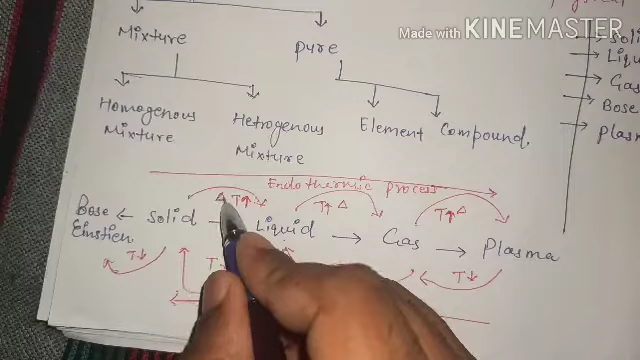 Made with KINEMASTER
Mixture
pure
Homogenous
Mixture
Hetrogenous
Mixture
Element
Compound.
Soli
Liqu
Gas
Bose
plasm
Endothermic process
Δ T↑
T↑ Δ
T↑ Δ
Bose
Einstien
← Solid → Liquid → Gas → Plasma
T↓
T
T↓